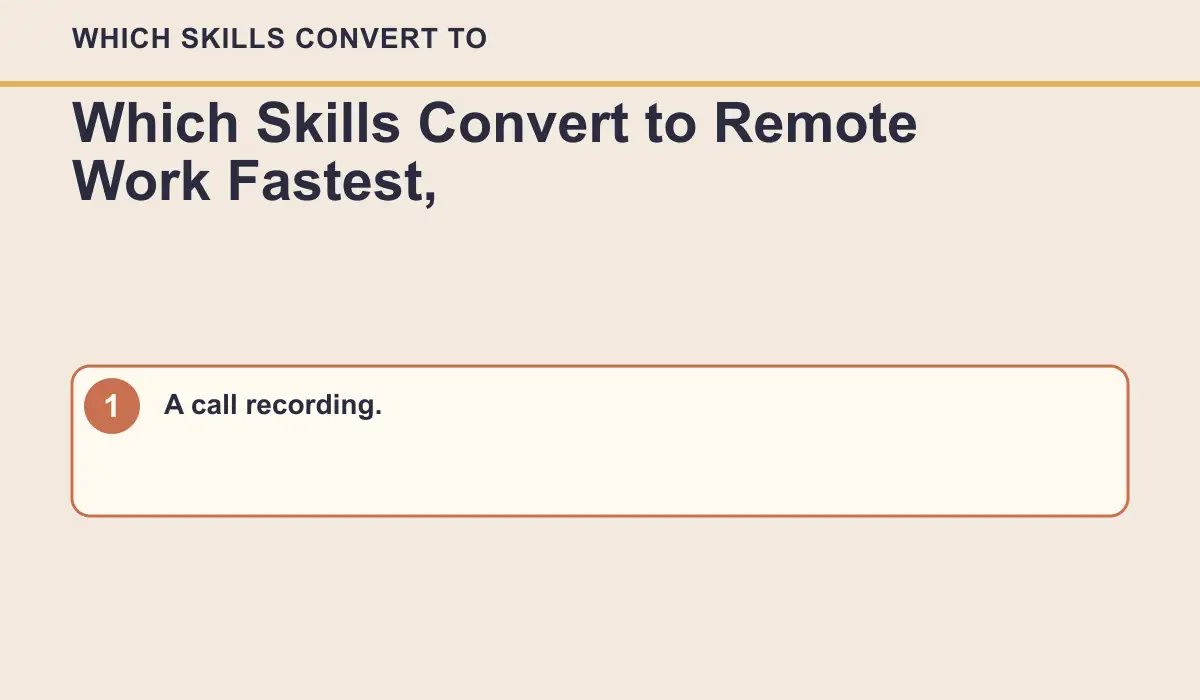 WHICH SKILLS CONVERT TO
Which Skills Convert to Remote
Work Fastest,
1 A call recording.